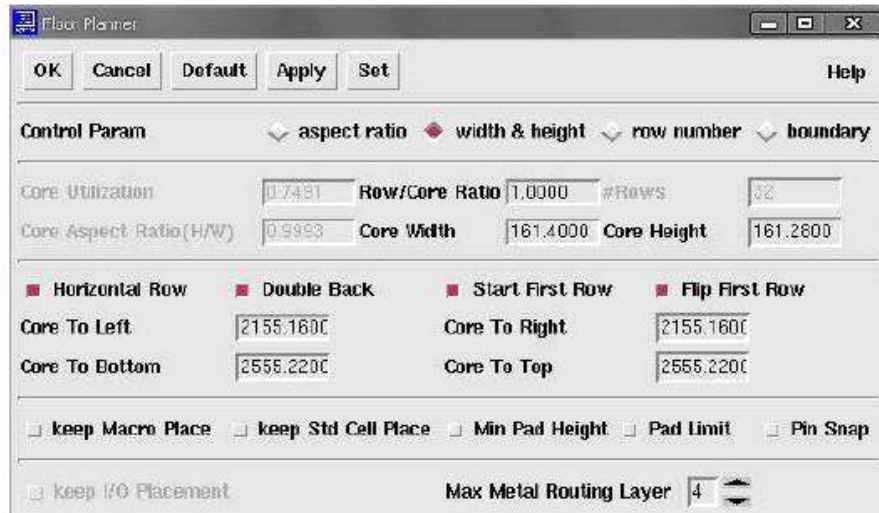 Floor Planner
OK Cancel Default Apply Set Help
Control Param aspect ratio width & height row number boundary
Core Utilization 0.7491 Row/Core Ratio 1.0000 #Rows 32
Core Aspect Ratio(H/W) 0.9993 Core Width 161.4000 Core Height 161.2800
Horizontal Row Double Back Start First Row Flip First Row
Core To Left 2155.160 Core To Right 2155.160
Core To Bottom 2555.220 Core To Top 2555.220
keep Macro Place keep Std Cell Place Min Pad Height Pad Limit Pin Snap
keep I/O Placement Max Metal Routing Layer 4